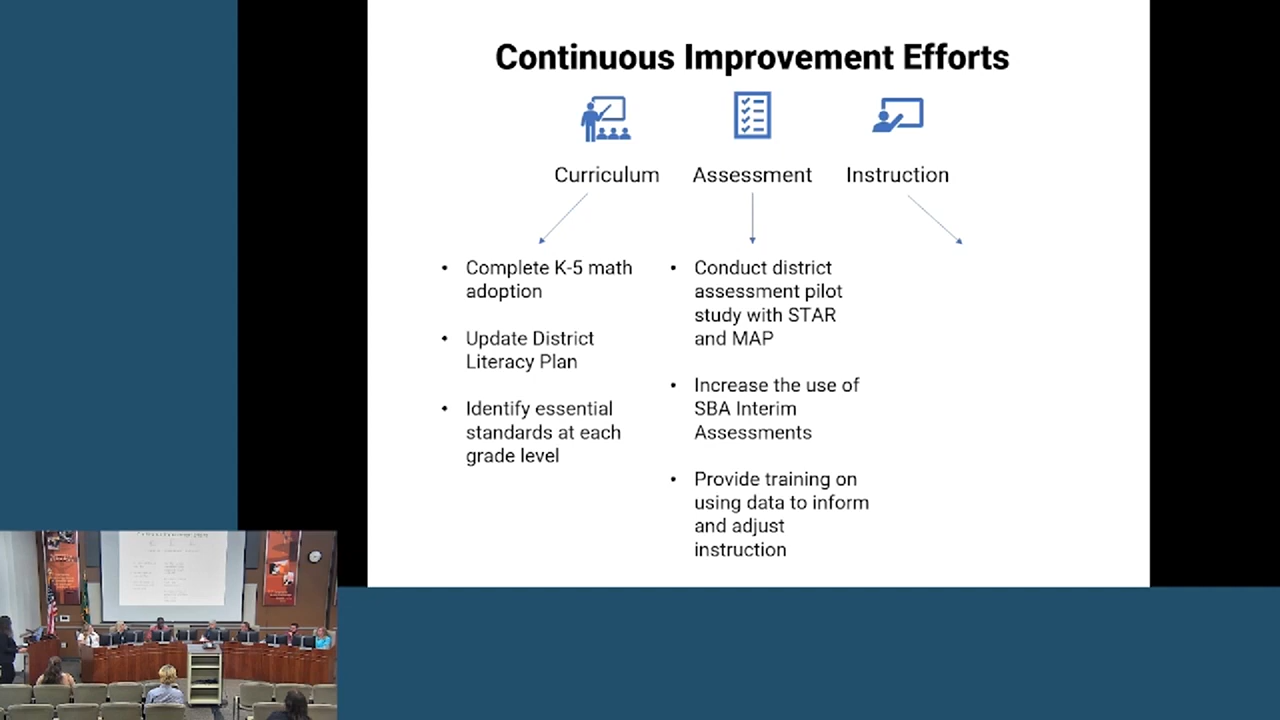 Continuous Improvement Efforts
Curriculum
Assessment
Instruction
• Complete K-5 math
adoption
• Update District
Literacy Plan
• Identify essential
standards at each
grade level
• Conduct district
assessment pilot
study with STAR
and MAP
• Increase the use of
SBA Interim
Assessments
• Provide training on
using data to inform
and adjust
instruction